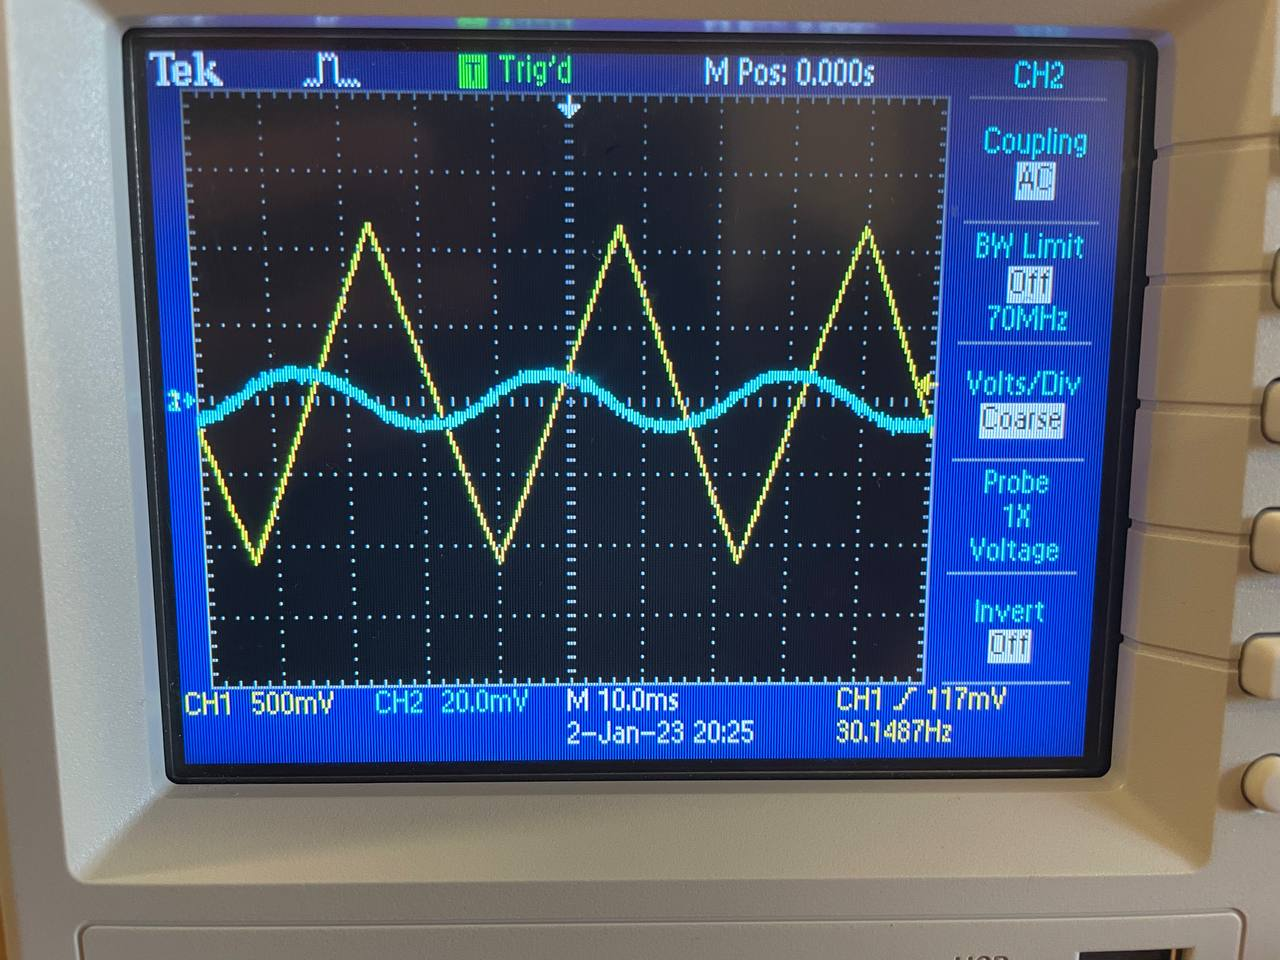 Tek T Trig'd M Pos: 0.000s CH2
Coupling
AC
BW Limit
Off
70MHz
Volts/Div
Coarse
Probe
1X
Voltage
Invert
Off
CH1 500mV CH2 20.0mV M 10.0ms CH1 117mV
2-Jan-23 20:25 30.1487Hz